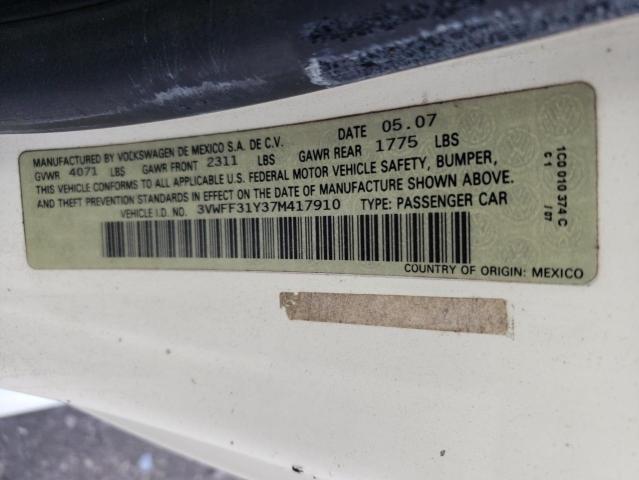 MANUFACTURED BY VOLKSWAGEN DE MEXICO S.A. DE C.V. DATE 05.07
GVWR 4071 LBS GAWR FRONT 2311 LBS GAWR REAR 1775 LBS
THIS VEHICLE CONFORMS TO ALL APPLICABLE U.S. FEDERAL MOTOR VEHICLE SAFETY, BUMPER,
AND THEFT PREVENTION STANDARDS IN EFFECT ON THE DATE OF MANUFACTURE SHOWN ABOVE.
VEHICLE I.D. NO. 3VWFF31Y37M417910 TYPE: PASSENGER CAR
COUNTRY OF ORIGIN: MEXICO
1C0 010 374 C
C1 / 07